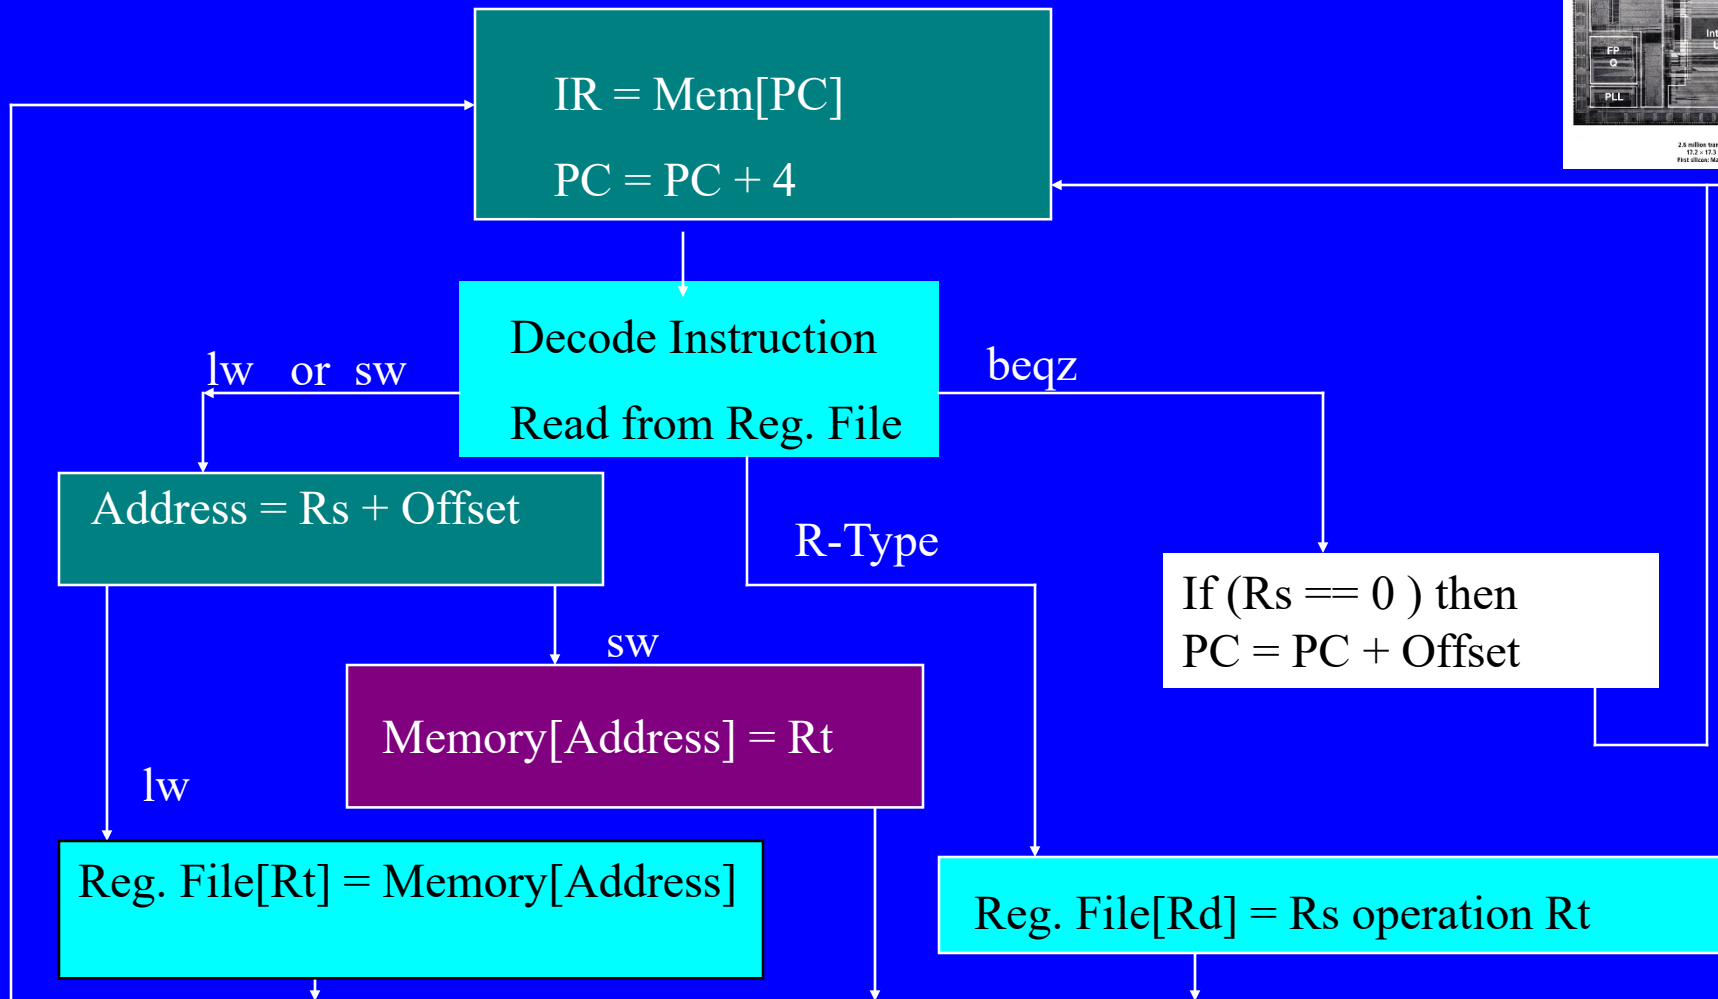 IR = Mem[PC]
PC = PC + 4
FP
Q
PLL
Decode Instruction
Read from Reg. File
lw or sw
beqz
Address = Rs + Offset
R-Type
If (Rs == 0 ) then
PC = PC + Offset
sw
Memory[Address] = Rt
lw
Reg. File[Rt] = Memory[Address]
Reg. File[Rd] = Rs operation Rt